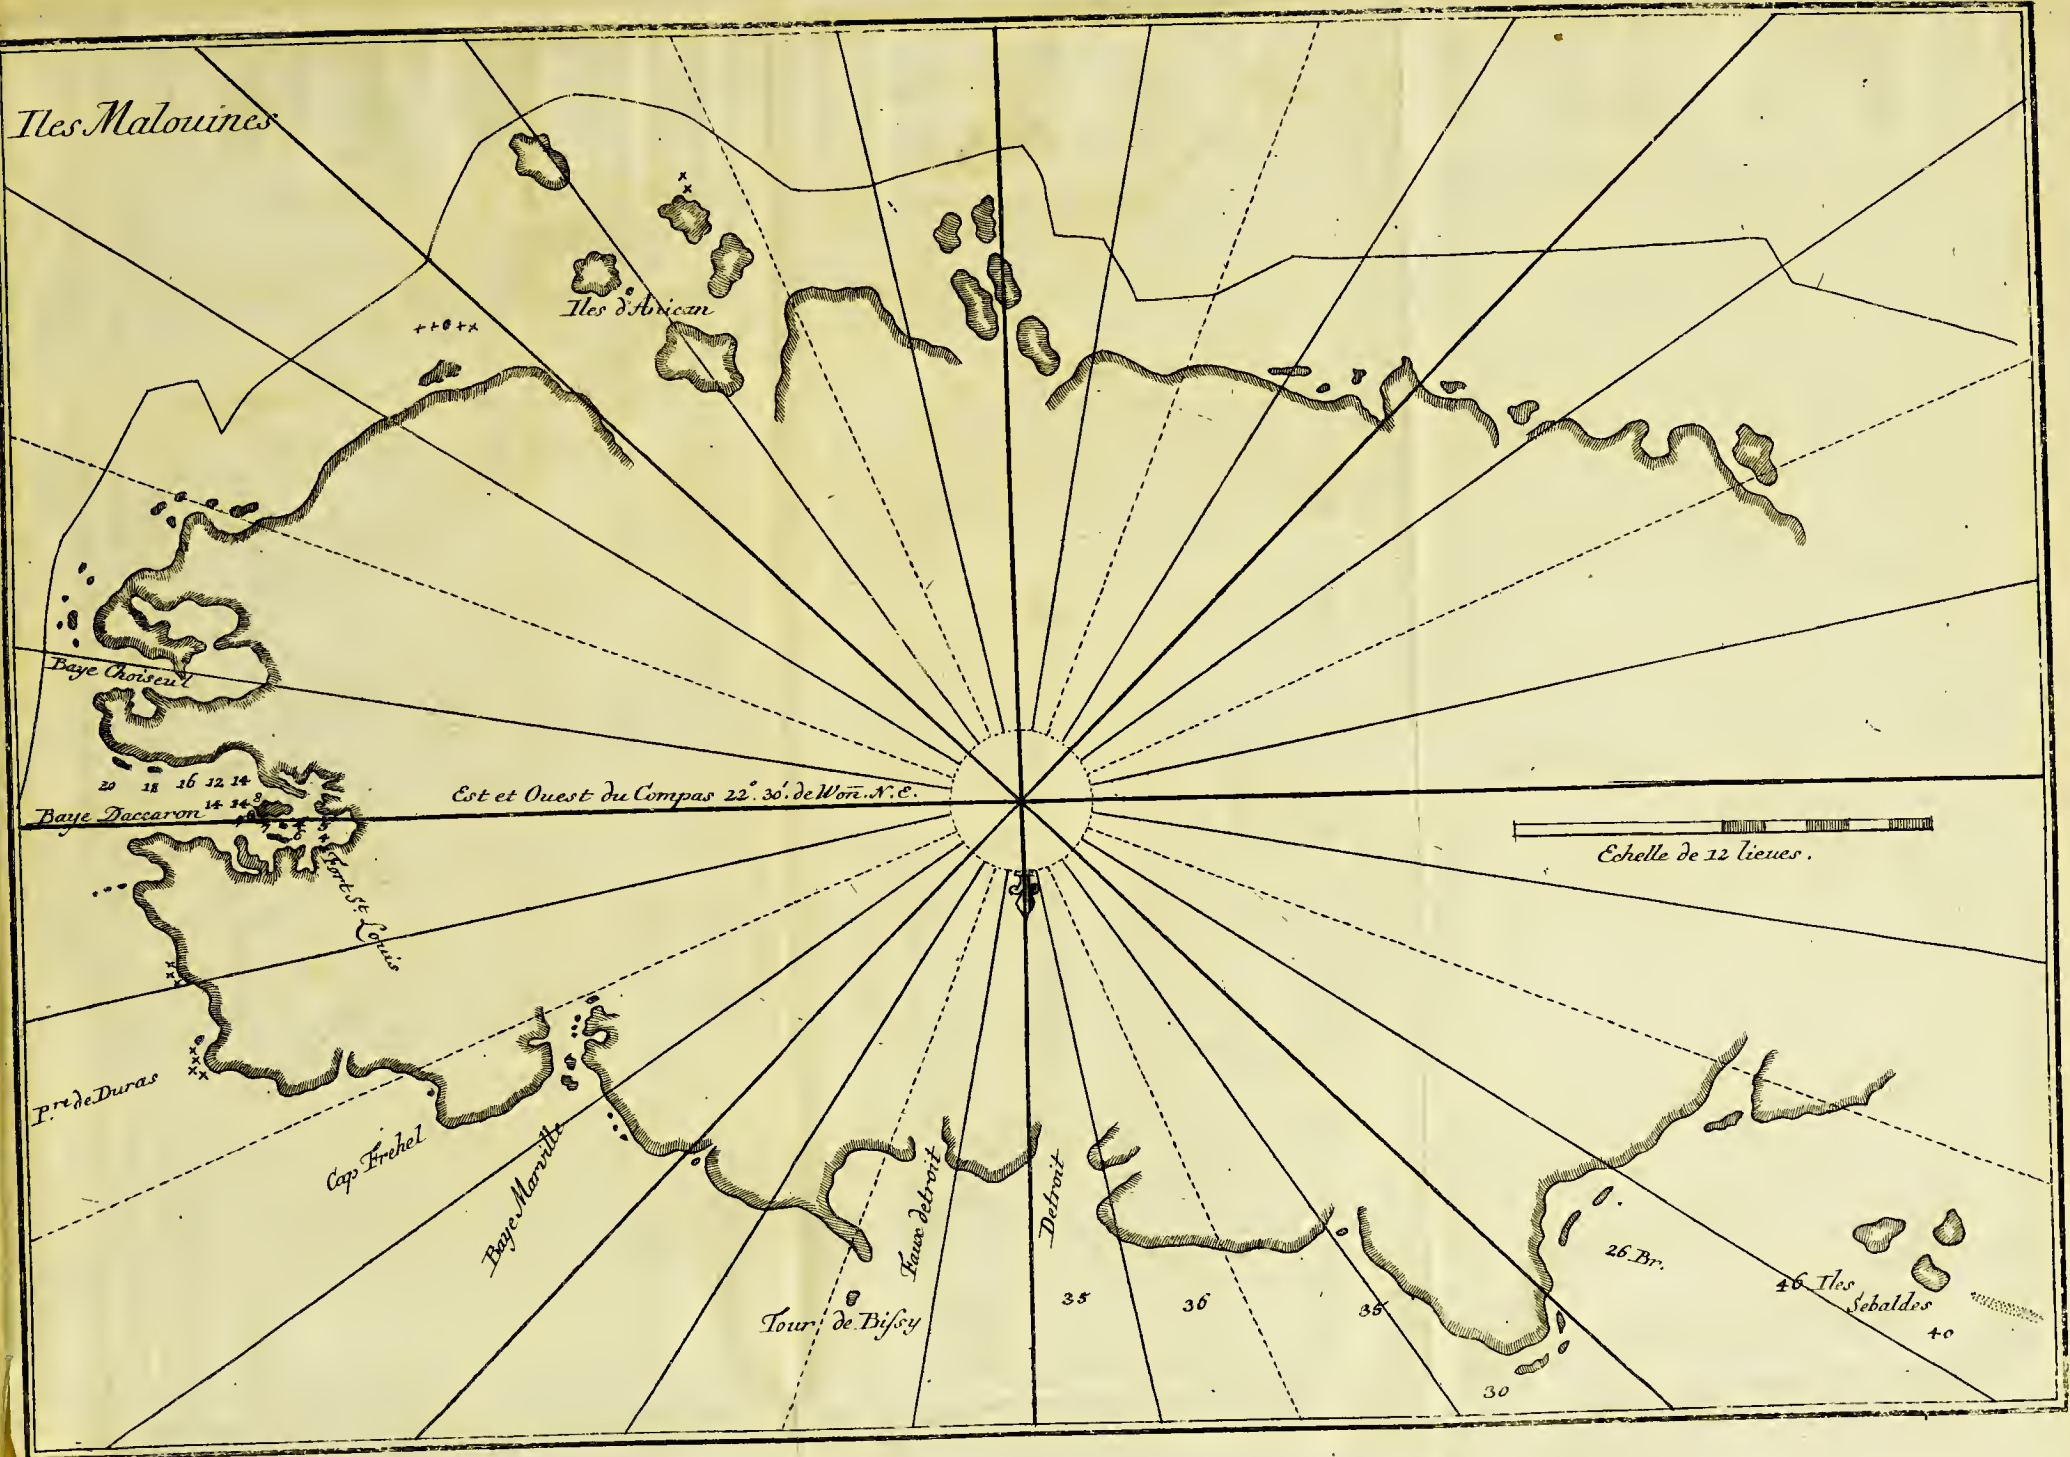 Iles Malouines
Iles d'Anican
Baye Choiseul
20 18 16 12 14
14 14 8
Baye Daccaron
Est et Ouest du Compas 22°. 30'. de Won. N. E.
Echelle de 12 lieues.
Fort St. Louis
P.rt de Duras
Cap Frehel
Baye Marville
Faux detroit
Detroit
Tour de Bissy
35
36
35
30
26 Br.
46 Iles
Sebaldes
40